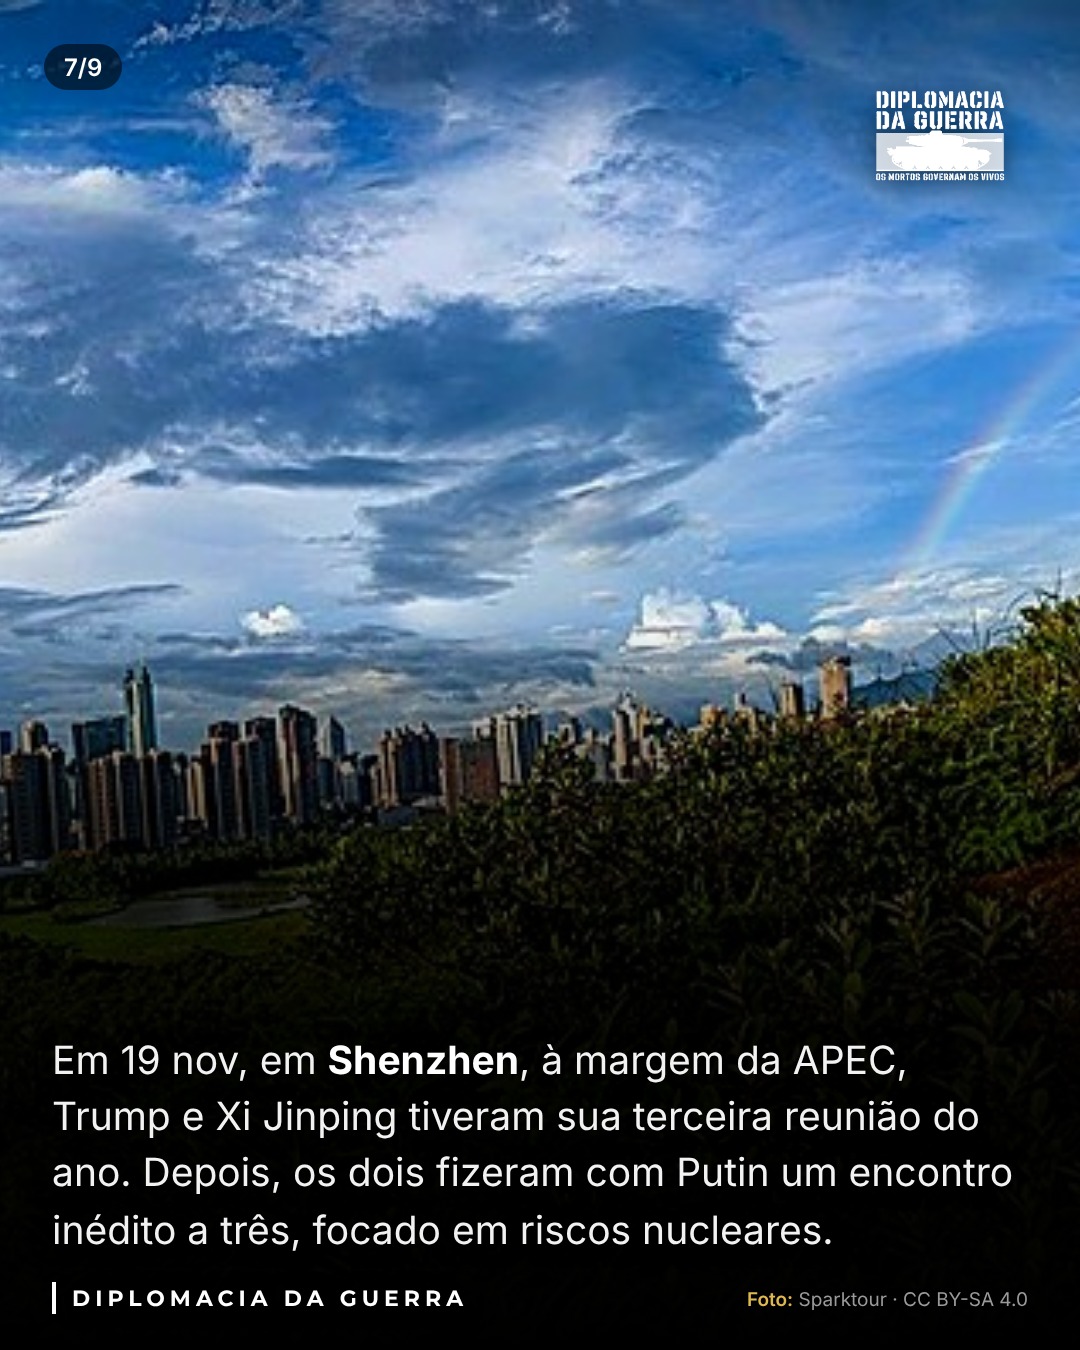 7/9
DIPLOMACIA
DA GUERRA
OS MORTOS GOVERNAM OS VIVOS
Em 19 nov, em Shenzhen, à margem da APEC,
Trump e Xi Jinping tiveram sua terceira reunião do
ano. Depois, os dois fizeram com Putin um encontro
inédito a três, focado em riscos nucleares.
DIPLOMACIA DA GUERRA
Foto: Sparktour · CC BY-SA 4.0